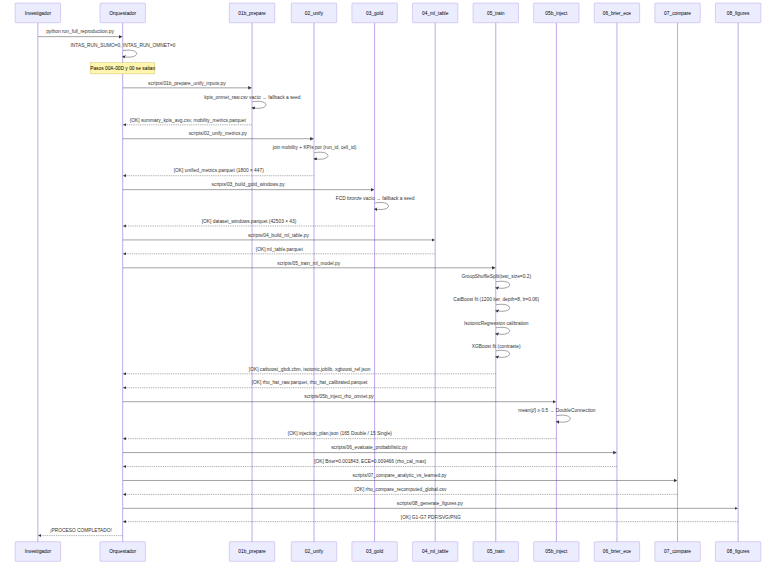 Investigador
Orquestador
01b_prepare
02_unify
03_gold
04_ml_table
05_train
05b_inject
06_brier_ece
07_compare
08_figures
python run_full_reproduction.py
INTAS_RUN_SUMO=0, INTAS_RUN_OMNET=0
Pasos 00A-00D y 00 se saltan
scripts/01b_prepare_unify_inputs.py
kpis_omnet_raw.csv vacío → fallback a seed
[OK] summary_kpis_avg.csv, mobility_metrics.parquet
scripts/02_unify_metrics.py
join mobility + KPIs por (run_id, cell_id)
[OK] unified_metrics.parquet (1800 × 447)
scripts/03_build_gold_windows.py
FCD bronze vacío → fallback a seed
[OK] dataset_windows.parquet (42503 × 43)
scripts/04_build_ml_table.py
[OK] ml_table.parquet
scripts/05_train_ml_model.py
GroupShuffleSplit(test_size=0.2)
CatBoost fit (1200 iter, depth=8, lr=0.06)
IsotonicRegression calibration
XGBoost fit (contraste)
[OK] catboost_gbdt.cbm, isotonic.joblib, xgboost_ref.json
[OK] rho_hat_raw.parquet, rho_hat_calibrated.parquet
scripts/05b_inject_rho_omnet.py
≥ 0.5 → DoubleConnection
[OK] injection_plan.json (165 Double / 15 Single)
scripts/06_evaluate_probabilistic.py
[OK] Brier=0.001843, ECE=0.009466 (rho_cal_max)
scripts/07_compare_analytic_vs_learned.py
[OK] rho_compare_recomputed_global.csv
scripts/08_generate_figures.py
[OK] G1-G7 PDF/SVG/PNG
¡PROCESO COMPLETADO!
Investigador
Orquestador
01b_prepare
02_unify
03_gold
04_ml_table
05_train
05b_inject
06_brier_ece
07_compare
08_figures